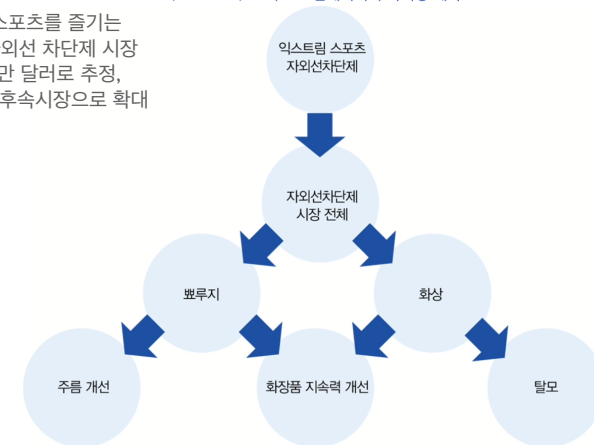 스포츠를 즐기는
자외선 차단제 시장
만 달러로 추정,
후속시장으로 확대
익스트림 스포츠
자외선차단제
자외선차단제
시장 전체
뾰루지
화상
주름 개선
화장품 지속력 개선
탈모